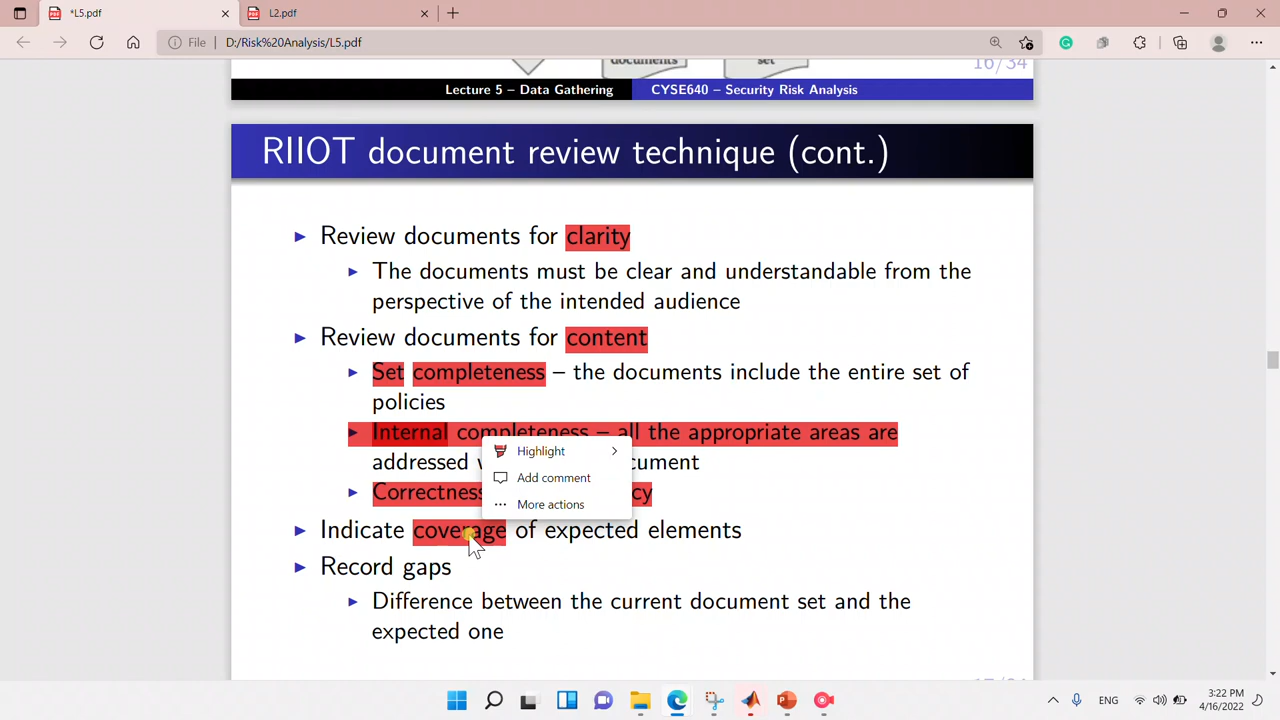 *L5.pdf
L2.pdf
File
D:/Risk%20Analysis/L5.pdf
documents
set
16/34
Lecture 5 – Data Gathering
CYSE640 – Security Risk Analysis
RIIOT document review technique (cont.)
► Review documents for clarity
► The documents must be clear and understandable from the
perspective of the intended audience
► Review documents for content
► Set completeness – the documents include the entire set of
policies
► Internal completeness – all the appropriate areas are
addressed
Highlight
Add comment
More actions
► Correctness
► Indicate coverage of expected elements
► Record gaps
► Difference between the current document set and the
expected one
ENG
3:22 PM
4/16/2022